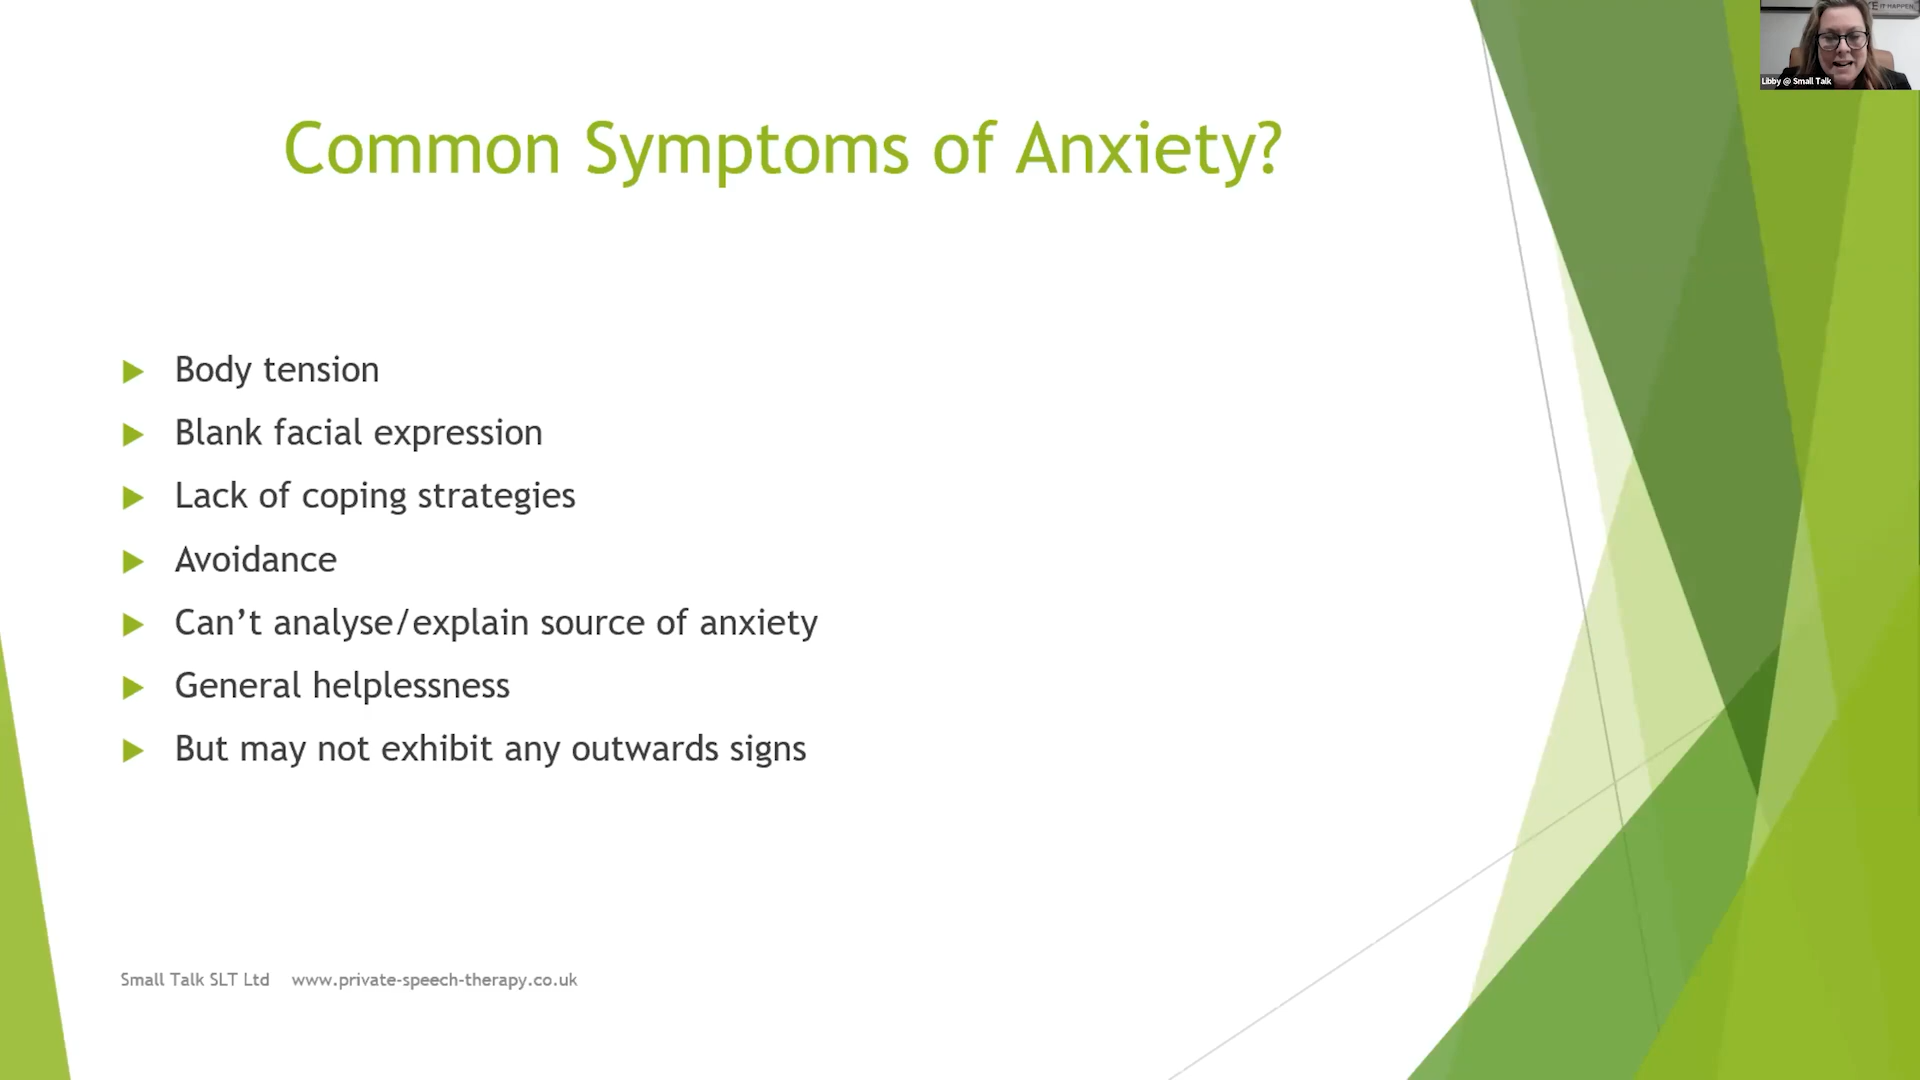 IT HAPPEN
Libby @ Small Talk
Common Symptoms of Anxiety?
Body tension
Blank facial expression
Lack of coping strategies
Avoidance
Can’t analyse/explain source of anxiety
General helplessness
But may not exhibit any outwards signs
Small Talk SLT Ltd www.private-speech-therapy.co.uk